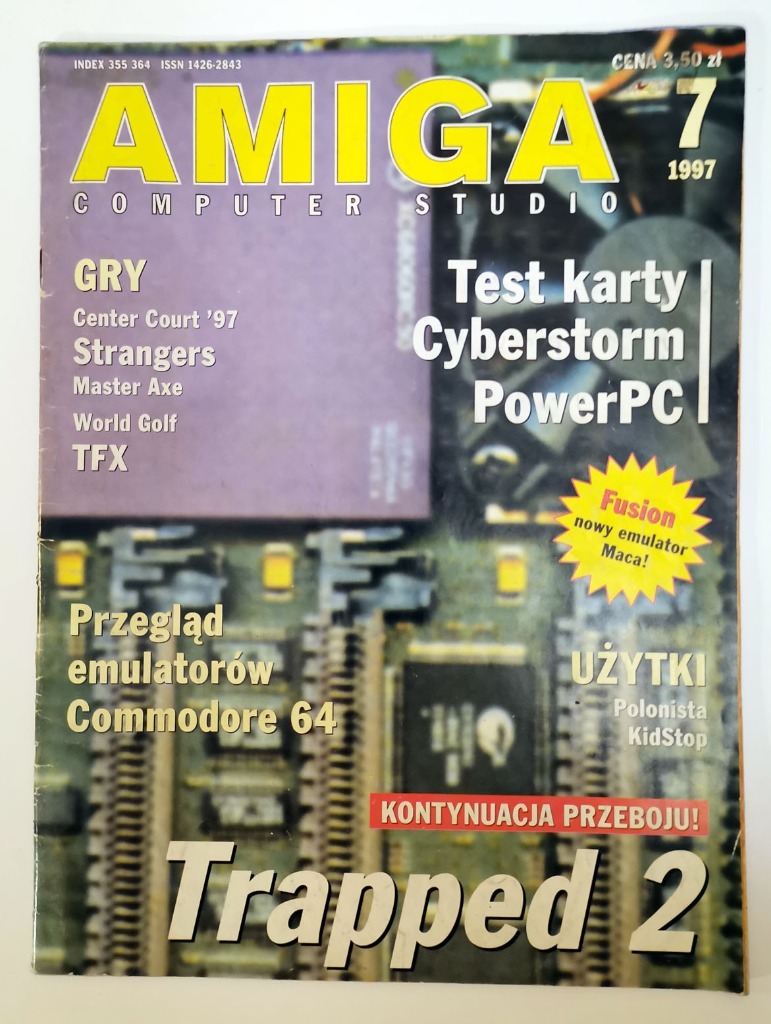 INDEX 355 364 ISSN 1426-2843
CENA 3,50 zł
AMIGA
7
1997
COMPUTER STUDIO
GRY
Center Court '97
Strangers
Master Axe
World Golf
TFX
Test karty
Cyberstorm
PowerPC
Fusion
nowy emulator
Maca!
Przegląd
emulatorów
Commodore 64
UŻYTKI
Polonista
KidStop
KONTYNUACJA PRZEBOJU!
Trapped 2